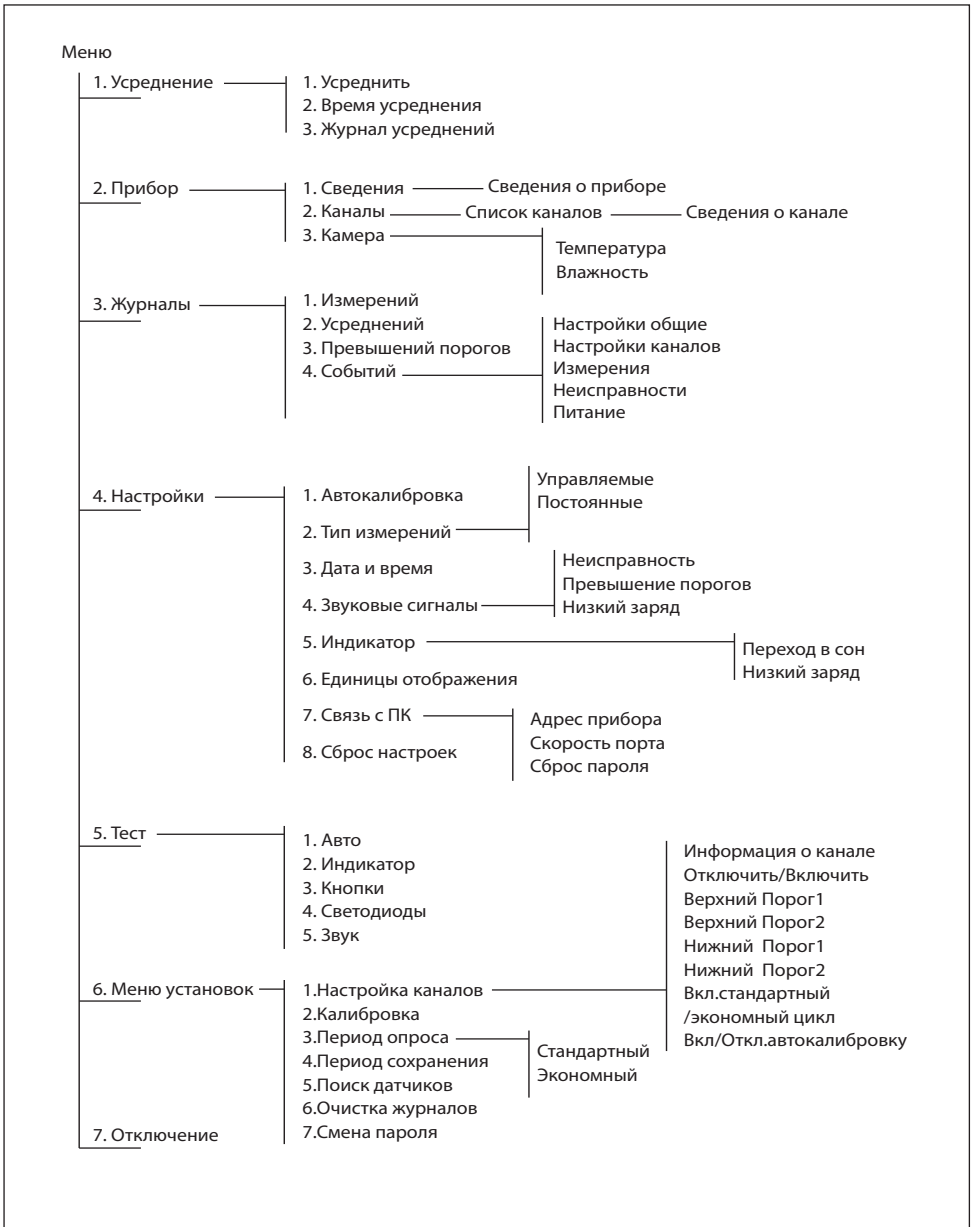 Меню
1. Усреднение
1. Усреднить
2. Время усреднения
3. Журнал усреднений
2. Прибор
1. Сведения
Сведения о приборе
2. Каналы
Список каналов
Сведения о канале
3. Камера
Температура
Влажность
3. Журналы
1. Измерений
2. Усреднений
3. Превышений порогов
4. Событий
Настройки общие
Настройки каналов
Измерения
Неисправности
Питание
4. Настройки
1. Автокалибровка
2. Тип измерений
Управляемые
Постоянные
3. Дата и время
4. Звуковые сигналы
Неисправность
Превышение порогов
Низкий заряд
5. Индикатор
Переход в сон
Низкий заряд
6. Единицы отображения
7. Связь с ПК
Адрес прибора
Скорость порта
Сброс пароля
8. Сброс настроек
5. Тест
1. Авто
2. Индикатор
3. Кнопки
4. Светодиоды
5. Звук
6. Меню установок
1.Настройка каналов
Информация о канале
Отключить/Включить
Верхний Порог1
Верхний Порог2
Нижний Порог1
Нижний Порог2
Вкл.стандартный
/экономный цикл
Вкл/Откл.автокалибровку
2.Калибровка
3.Период опроса
Стандартный
Экономный
4.Период сохранения
5.Поиск датчиков
6.Очистка журналов
7.Смена пароля
7. Отключение